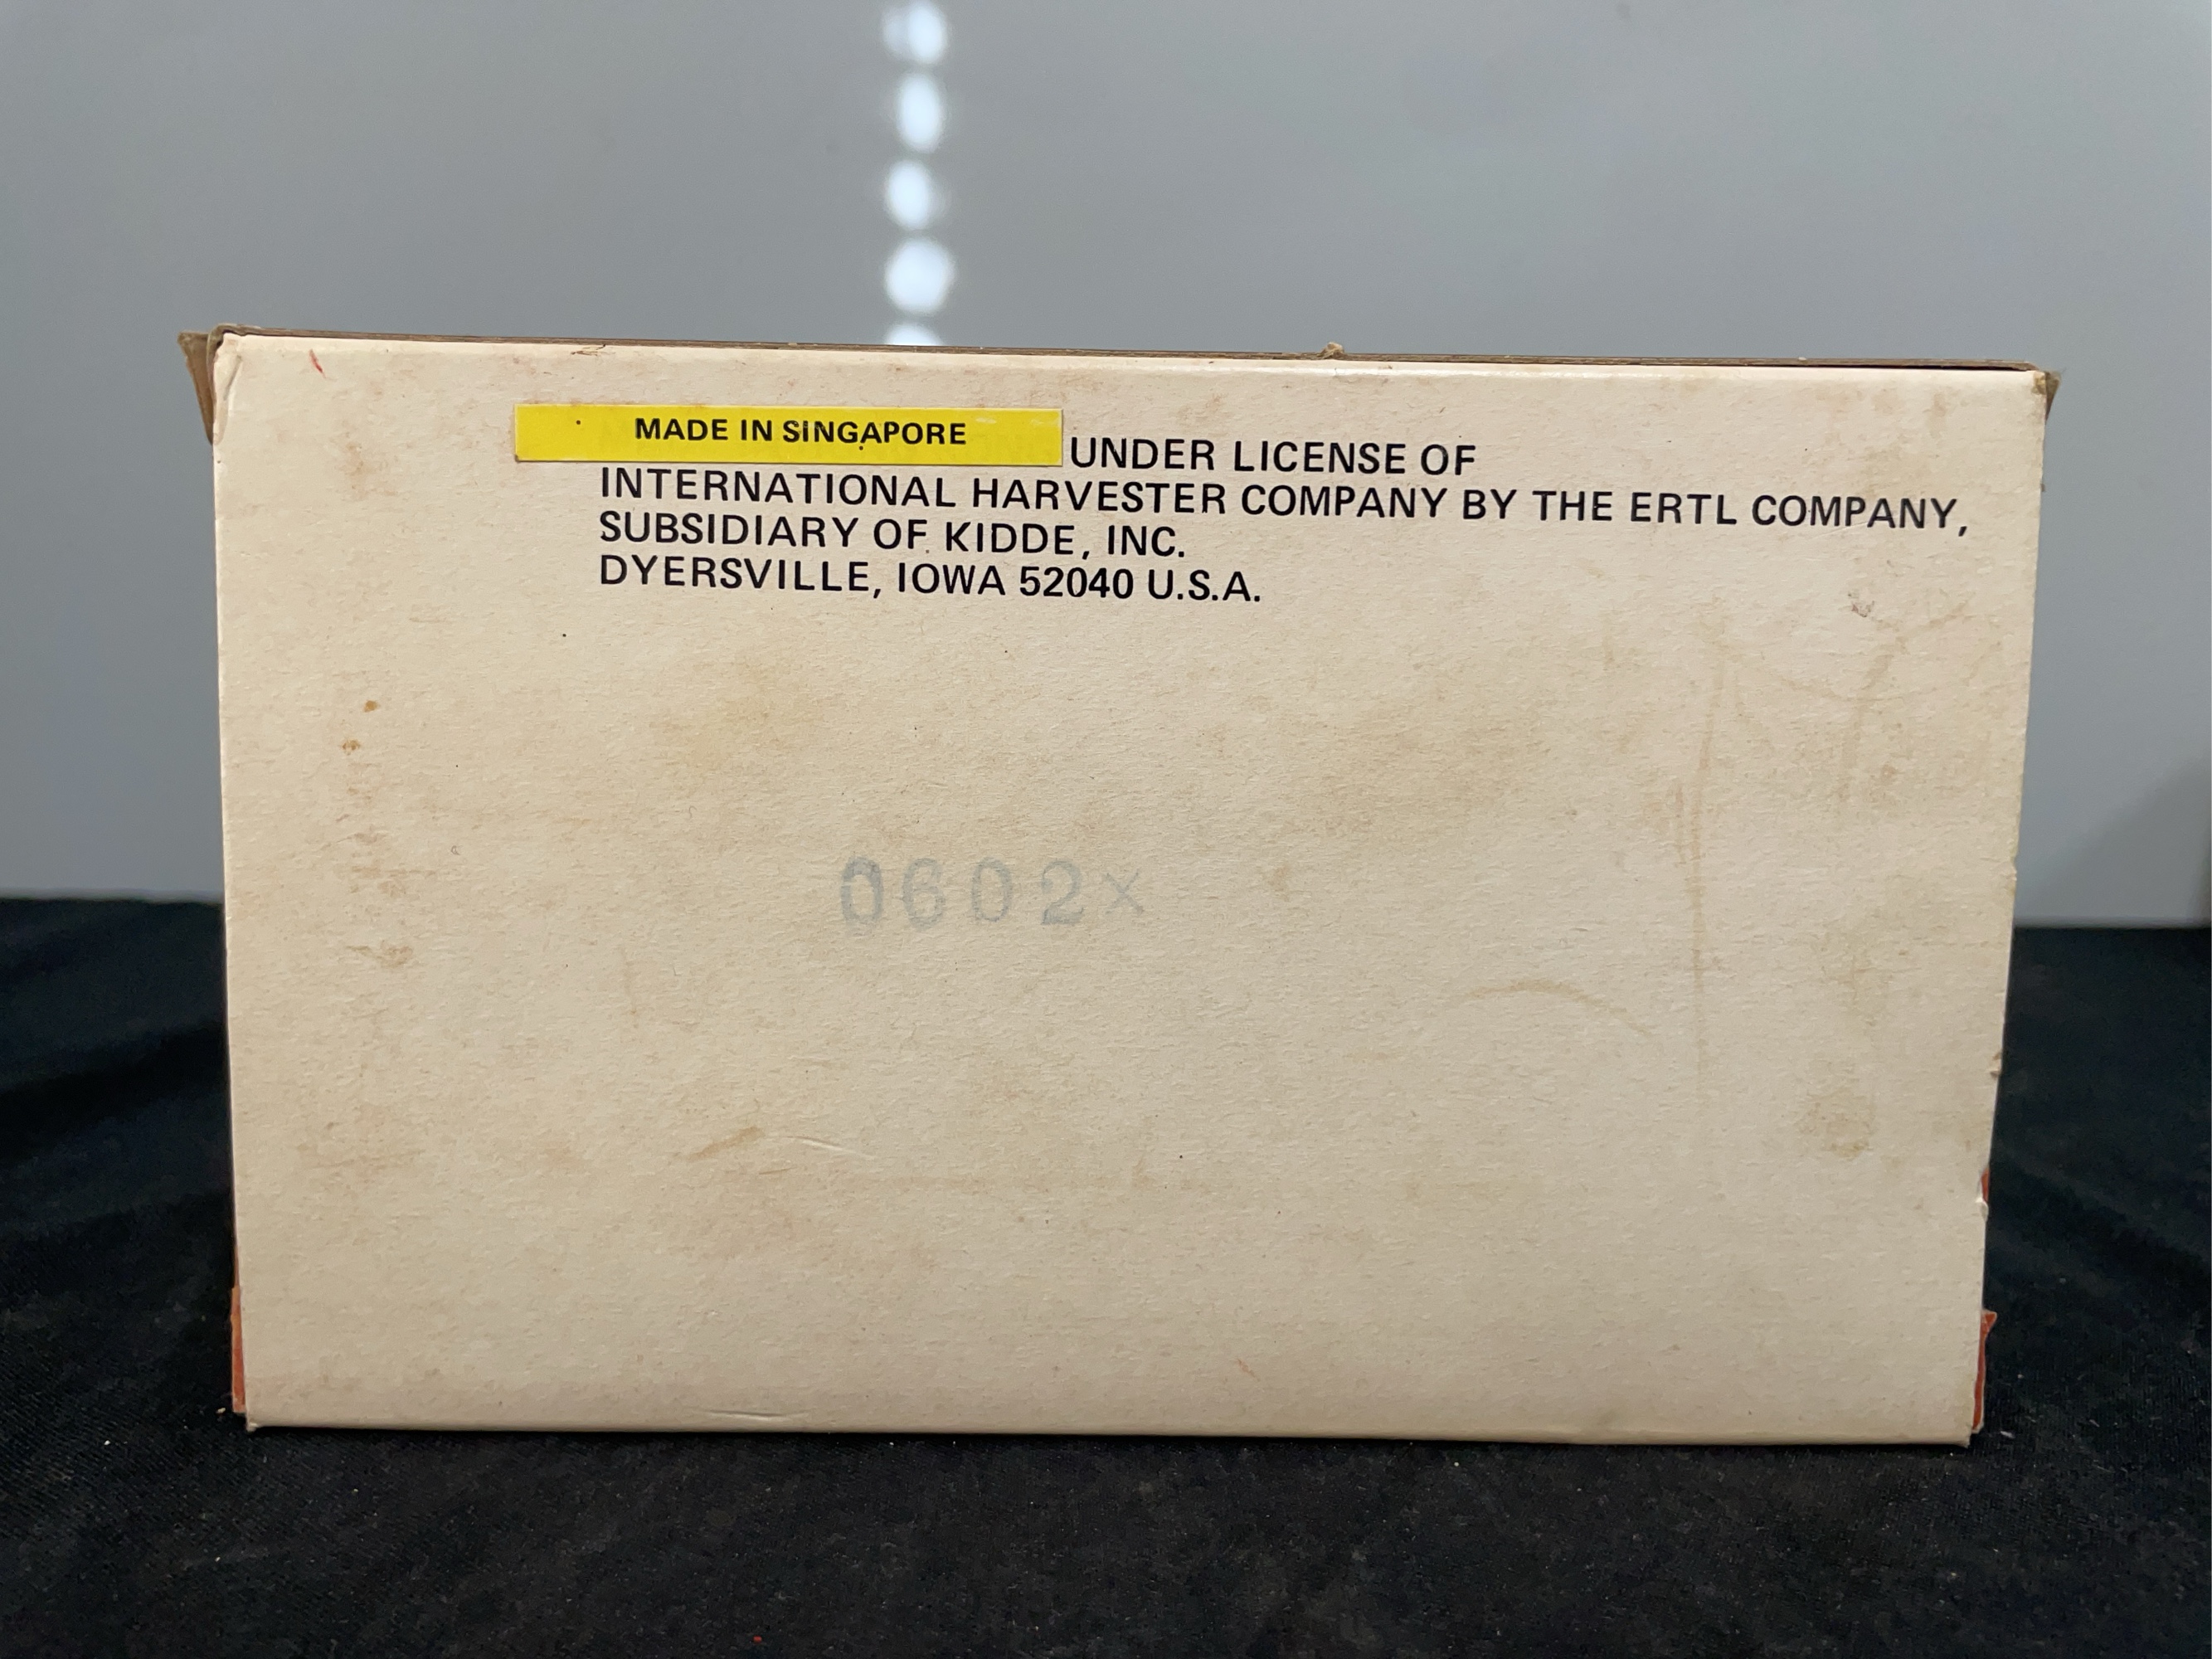 MADE IN SINGAPORE UNDER LICENSE OF
INTERNATIONAL HARVESTER COMPANY BY THE ERTL COMPANY,
SUBSIDIARY OF KIDDE, INC.
DYERSVILLE, IOWA 52040 U.S.A.
0602×